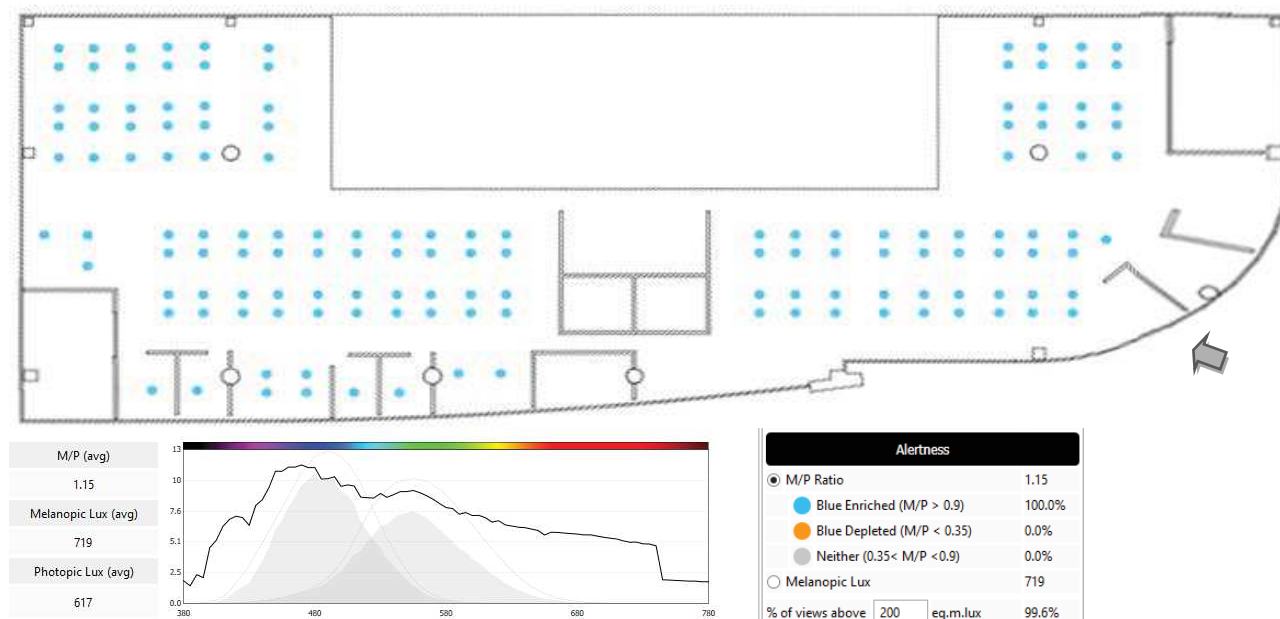 M/P (avg)
1.15
Melanopic Lux (avg)
719
Photopic Lux (avg)
617
13
10
7.6
5.1
2.5
0.0
380 480 580 680 780
Alertness
M/P Ratio 1.15
Blue Enriched (M/P > 0.9) 100.0%
Blue Depleted (M/P < 0.35) 0.0%
Neither (0.35< M/P <0.9) 0.0%
Melanopic Lux 719
% of views above 200 eq.m.lux 99.6%